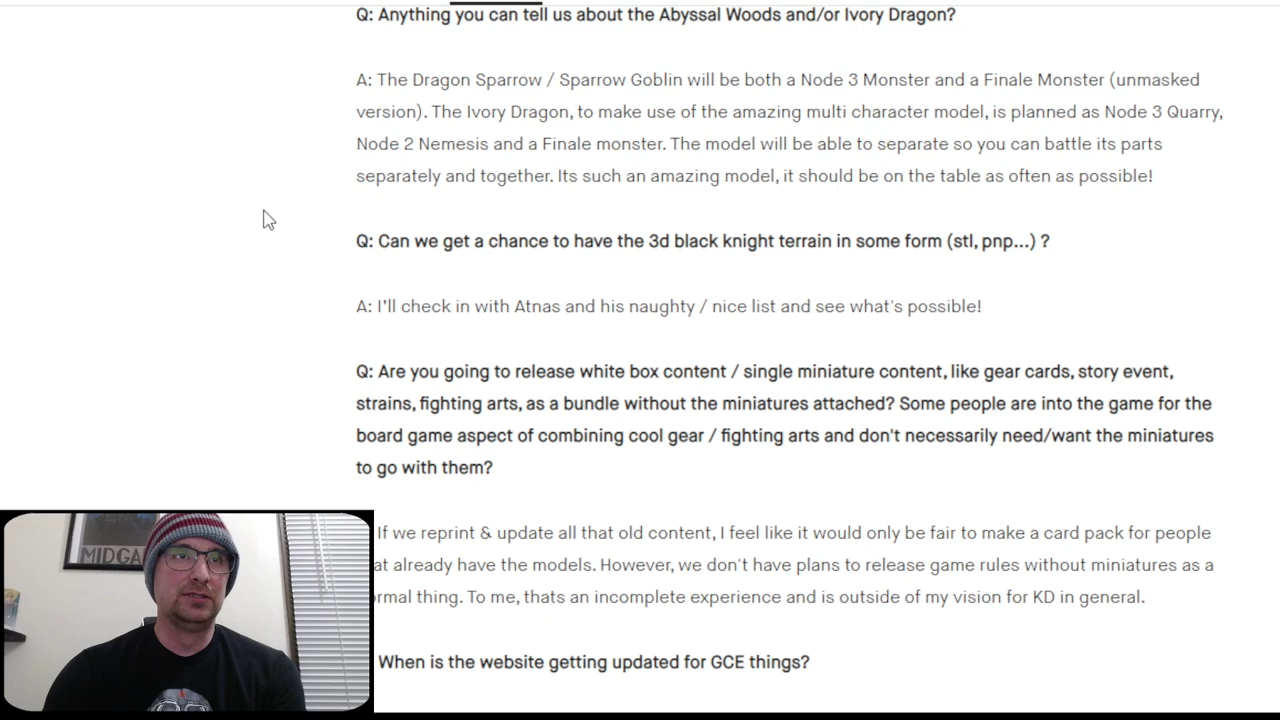 Q: Anything you can tell us about the Abyssal Woods and/or Ivory Dragon?
A: The Dragon Sparrow / Sparrow Goblin will be both a Node 3 Monster and a Finale Monster (unmasked
version). The Ivory Dragon, to make use of the amazing multi character model, is planned as Node 3 Quarry,
Node 2 Nemesis and a Finale monster. The model will be able to separate so you can battle its parts
separately and together. Its such an amazing model, it should be on the table as often as possible!
Q: Can we get a chance to have the 3d black knight terrain in some form (stl, pnp...) ?
A: I'll check in with Atnas and his naughty / nice list and see what's possible!
Q: Are you going to release white box content / single miniature content, like gear cards, story event,
strains, fighting arts, as a bundle without the miniatures attached? Some people are into the game for the
board game aspect of combining cool gear / fighting arts and don't necessarily need/want the miniatures
to go with them?
If we reprint & update all that old content, I feel like it would only be fair to make a card pack for people
at already have the models. However, we don't have plans to release game rules without miniatures as a
rmal thing. To me, thats an incomplete experience and is outside of my vision for KD in general.
When is the website getting updated for GCE things?
MIDGA